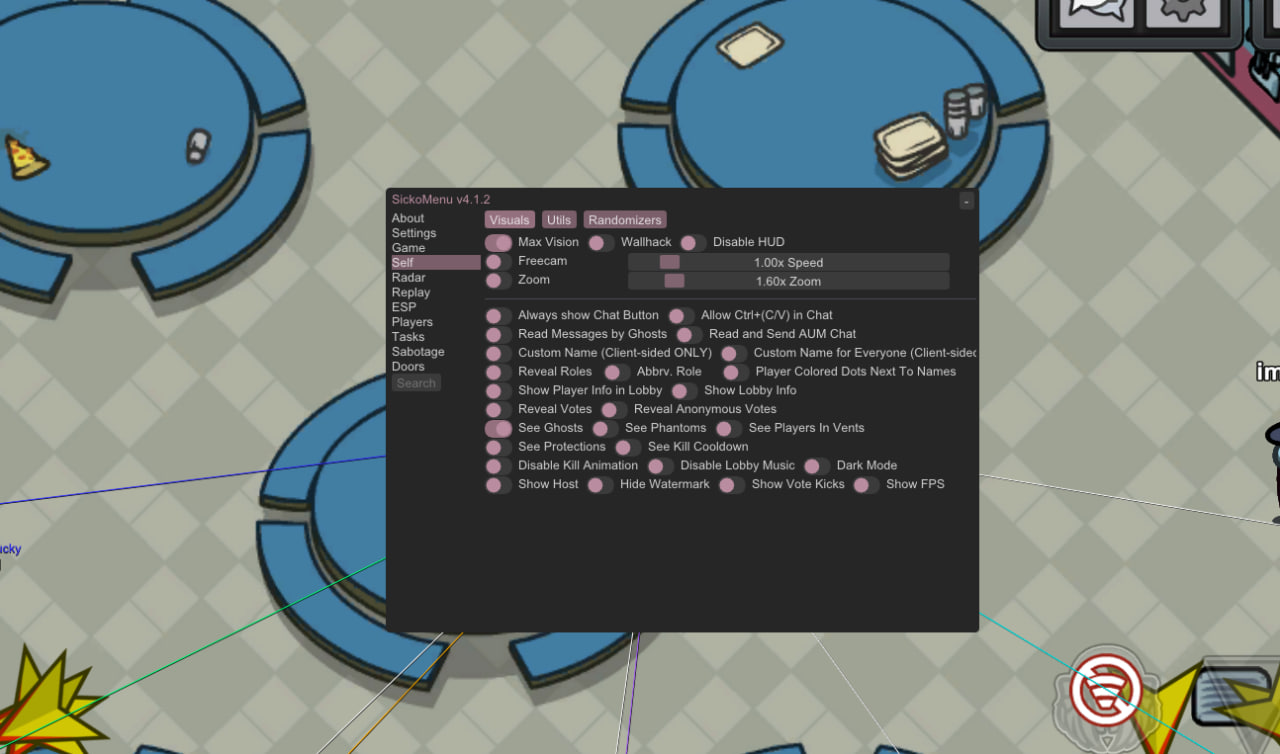 SickoMenu v4.1.2
-
About
Settings
Game
Self
Radar
Replay
ESP
Players
Tasks
Sabotage
Doors
Search
Visuals Utils Randomizers
Max Vision Wallhack Disable HUD
Freecam 1.00x Speed
Zoom 1.60x Zoom
Always show Chat Button Allow Ctrl+(C/V) in Chat
Read Messages by Ghosts Read and Send AUM Chat
Custom Name (Client-sided ONLY) Custom Name for Everyone (Client-sided
Reveal Roles Abbrv. Role Player Colored Dots Next To Names
Show Player Info in Lobby Show Lobby Info
Reveal Votes Reveal Anonymous Votes
See Ghosts See Phantoms See Players In Vents
See Protections See Kill Cooldown
Disable Kill Animation Disable Lobby Music Dark Mode
Show Host Hide Watermark Show Vote Kicks Show FPS
im
ucky